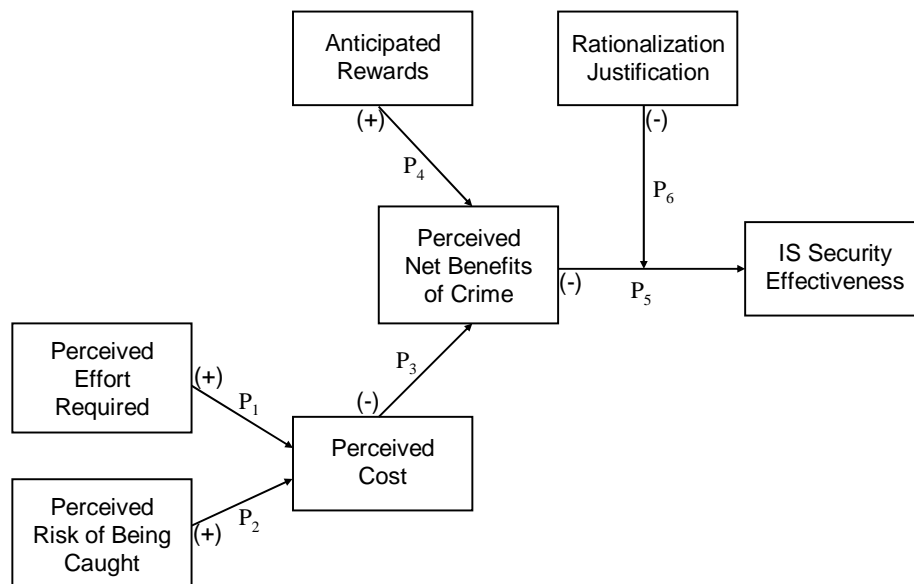 Anticipated
Rewards
Rationalization
Justification
(+)
(-)
P4
P6
Perceived
Net Benefits
of Crime
IS Security
Effectiveness
(-)
P5
Perceived
Effort
Required
(+)
P1
P3
(-)
Perceived
Cost
Perceived
Risk of Being
Caught
(+)
P2